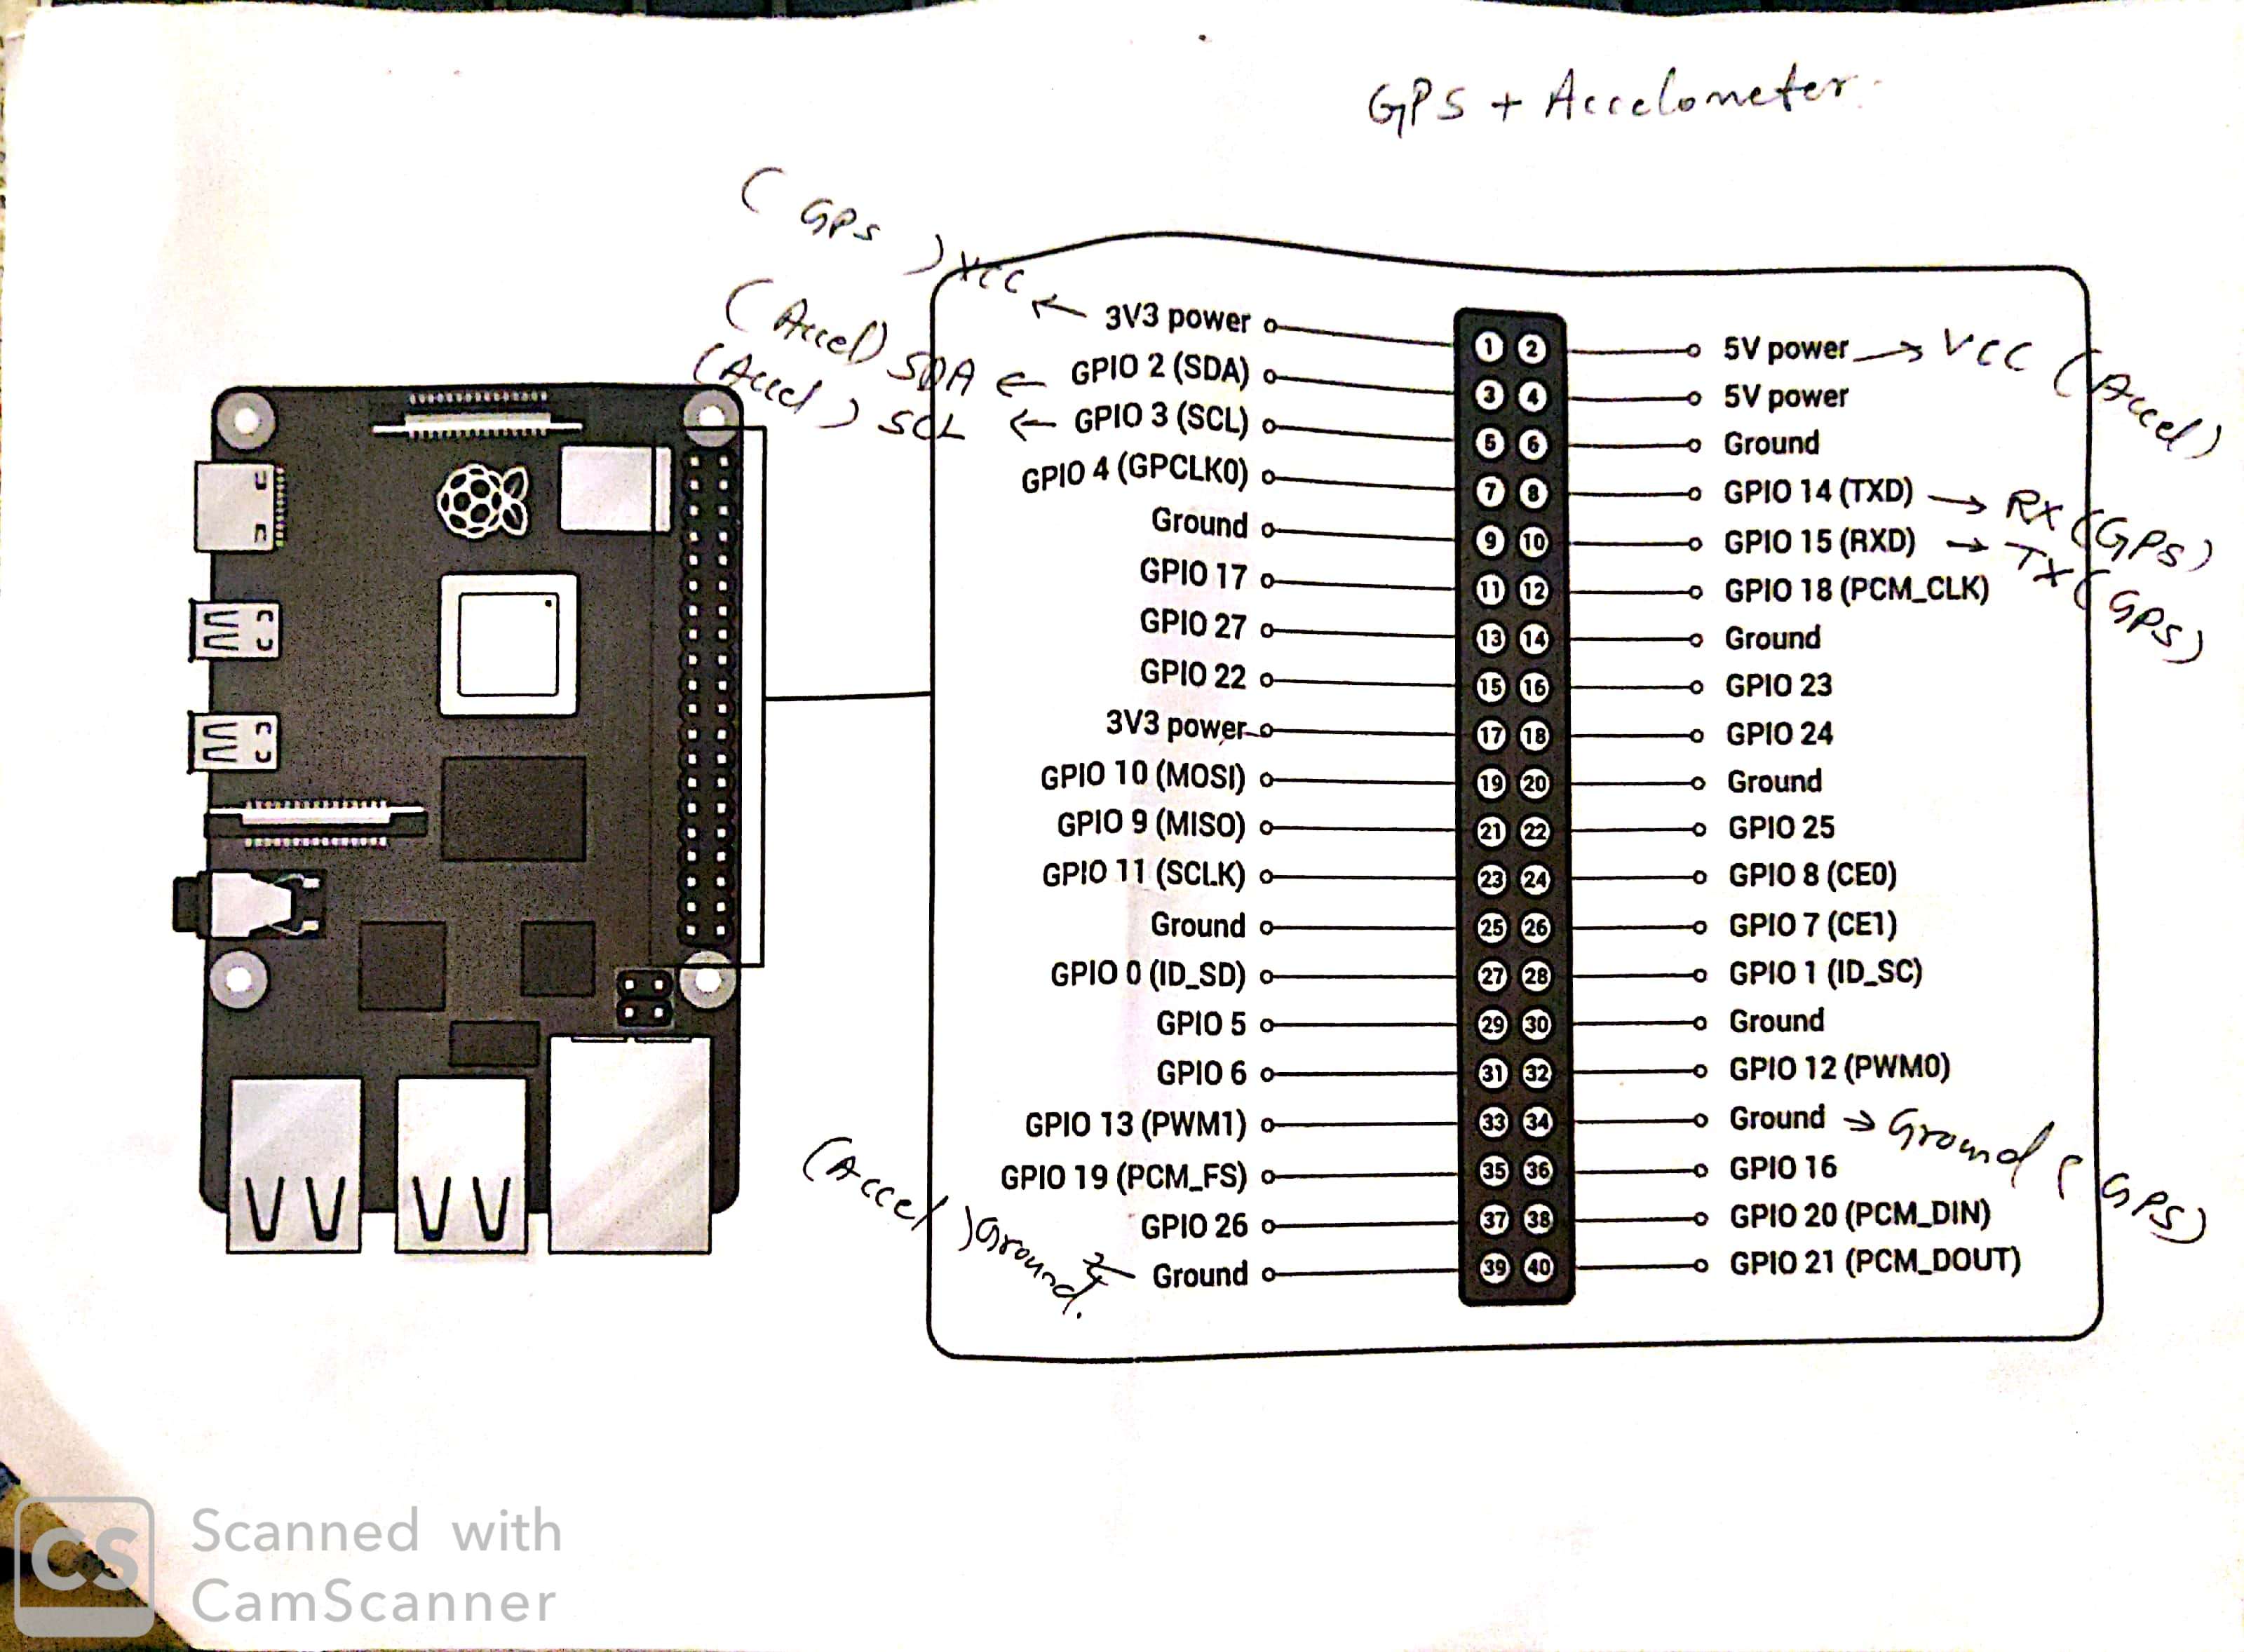 GPS + Accelometer
(GPS) VCC ← 3V3 power
(Accel) SDA ← GPIO 2 (SDA)
(Accel) SCL ← GPIO 3 (SCL)
GPIO 4 (GPCLK0)
Ground
GPIO 17
GPIO 27
GPIO 22
3V3 power
GPIO 10 (MOSI)
GPIO 9 (MISO)
GPIO 11 (SCLK)
Ground
GPIO 0 (ID_SD)
GPIO 5
GPIO 6
GPIO 13 (PWM1)
GPIO 19 (PCM_FS)
GPIO 26
(Accel) Ground. ← Ground
1 2
3 4
5 6
7 8
9 10
11 12
13 14
15 16
17 18
19 20
21 22
23 24
25 26
27 28
29 30
31 32
33 34
35 36
37 38
39 40
5V power → VCC (Accel)
5V power
Ground
GPIO 14 (TXD) → RX (GPS)
GPIO 15 (RXD) → TX (GPS)
GPIO 18 (PCM_CLK)
Ground
GPIO 23
GPIO 24
Ground
GPIO 25
GPIO 8 (CE0)
GPIO 7 (CE1)
GPIO 1 (ID_SC)
Ground
GPIO 12 (PWM0)
Ground → Ground (GPS)
GPIO 16
GPIO 20 (PCM_DIN)
GPIO 21 (PCM_DOUT)
CS
Scanned with
CamScanner